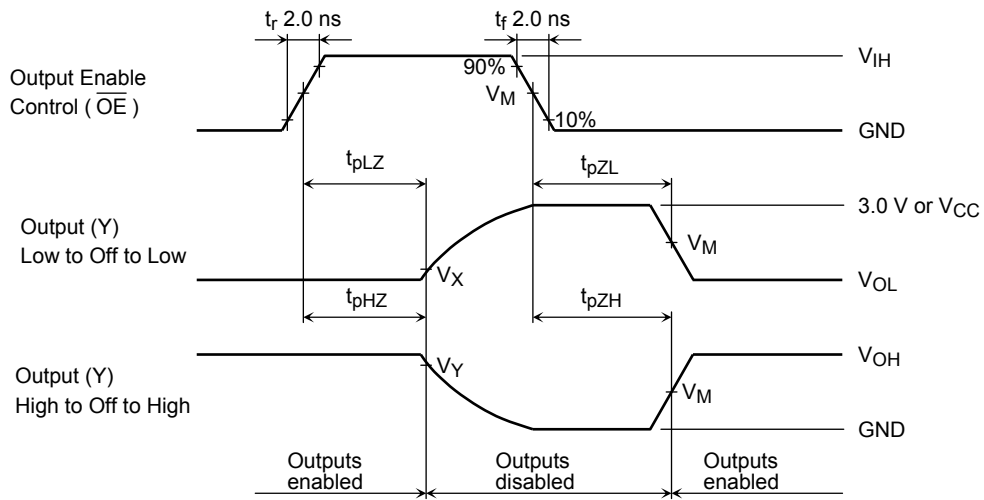 tr 2.0 ns
tf 2.0 ns
Output Enable
Control ( OE )
90%
VM
10%
VIH
GND
tpLZ
tpZL
Output (Y)
Low to Off to Low
3.0 V or VCC
VM
VX
VOL
tpHZ
tpZH
Output (Y)
High to Off to High
VY
VOH
VM
GND
Outputs
enabled
Outputs
disabled
Outputs
enabled